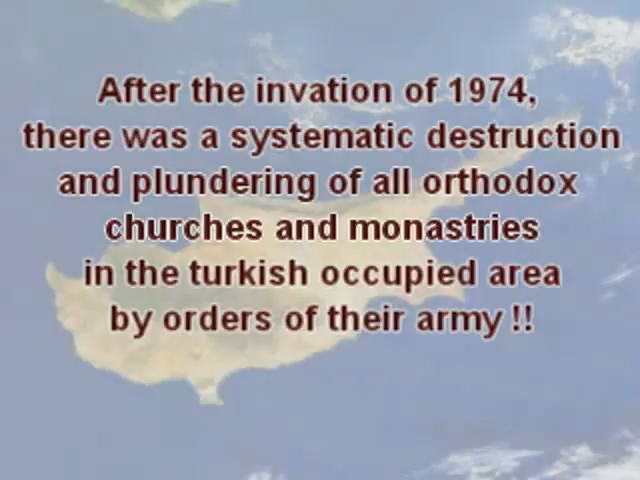 After the invation of 1974,
there was a systematic destruction
and plundering of all orthodox
churches and monastries
in the turkish occupied area
by orders of their army !!